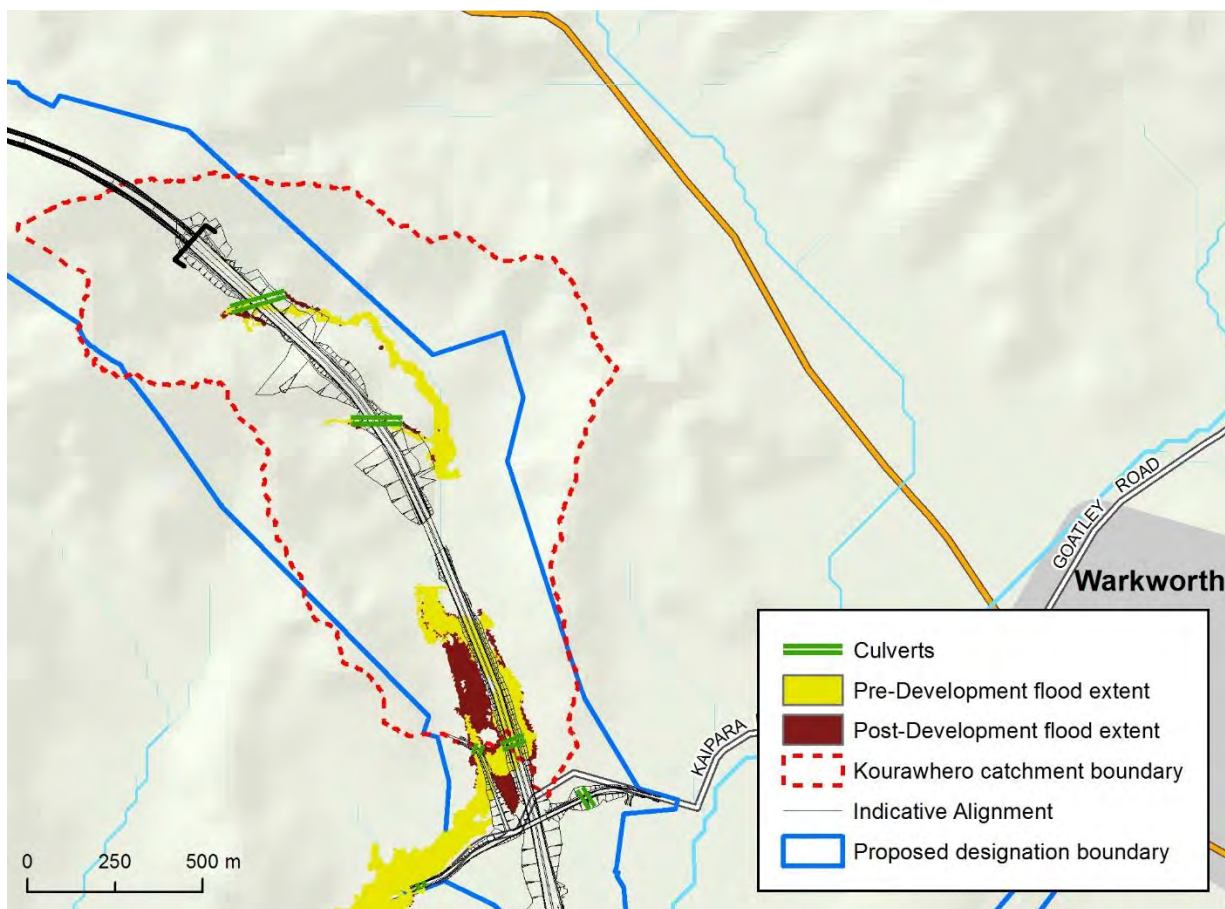 GOATLEY ROAD
Warkworth
KAIPARA
Culverts
Pre-Development flood extent
Post-Development flood extent
Kourawhero catchment boundary
Indicative Alignment
Proposed designation boundary
0 250 500 m